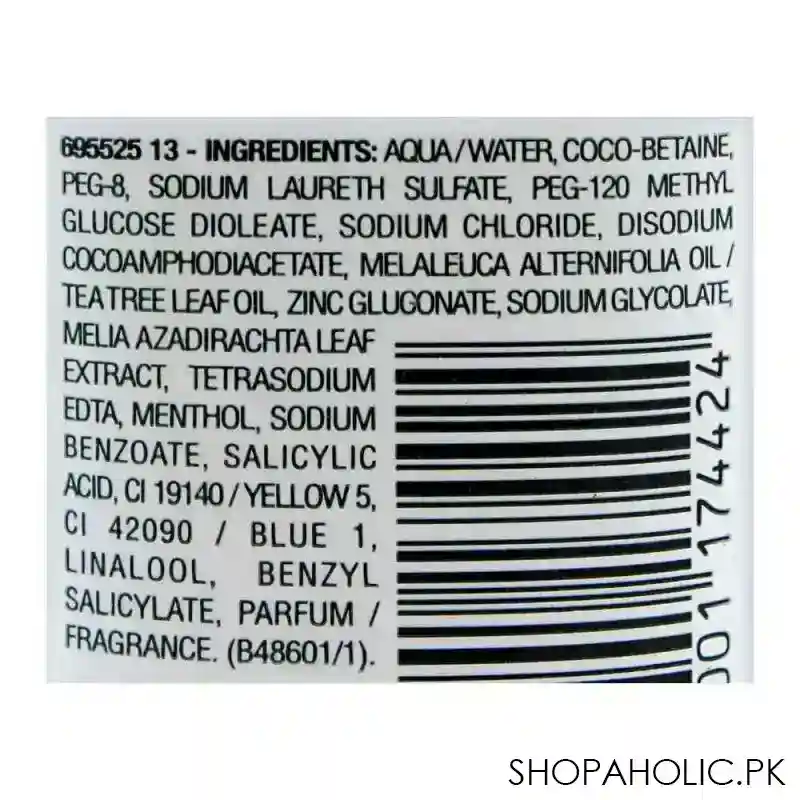 695525 13 - INGREDIENTS: AQUA/WATER, COCO-BETAINE,
PEG-8, SODIUM LAURETH SULFATE, PEG-120 METHYL
GLUCOSE DIOLEATE, SODIUM CHLORIDE, DISODIUM
COCOAMPHODIACETATE, MELALEUCA ALTERNIFOLIA OIL /
TEA TREE LEAF OIL, ZINC GLUGONATE, SODIUM GLYCOLATE,
MELIA AZADIRACHTA LEAF
EXTRACT, TETRASODIUM
EDTA, MENTHOL, SODIUM
BENZOATE, SALICYLIC
ACID, CI 19140 / YELLOW 5,
CI 42090 / BLUE 1,
LINALOOL, BENZYL
SALICYLATE, PARFUM /
FRAGRANCE. (B48601/1).
001 174424
SHOPAHOLIC.PK